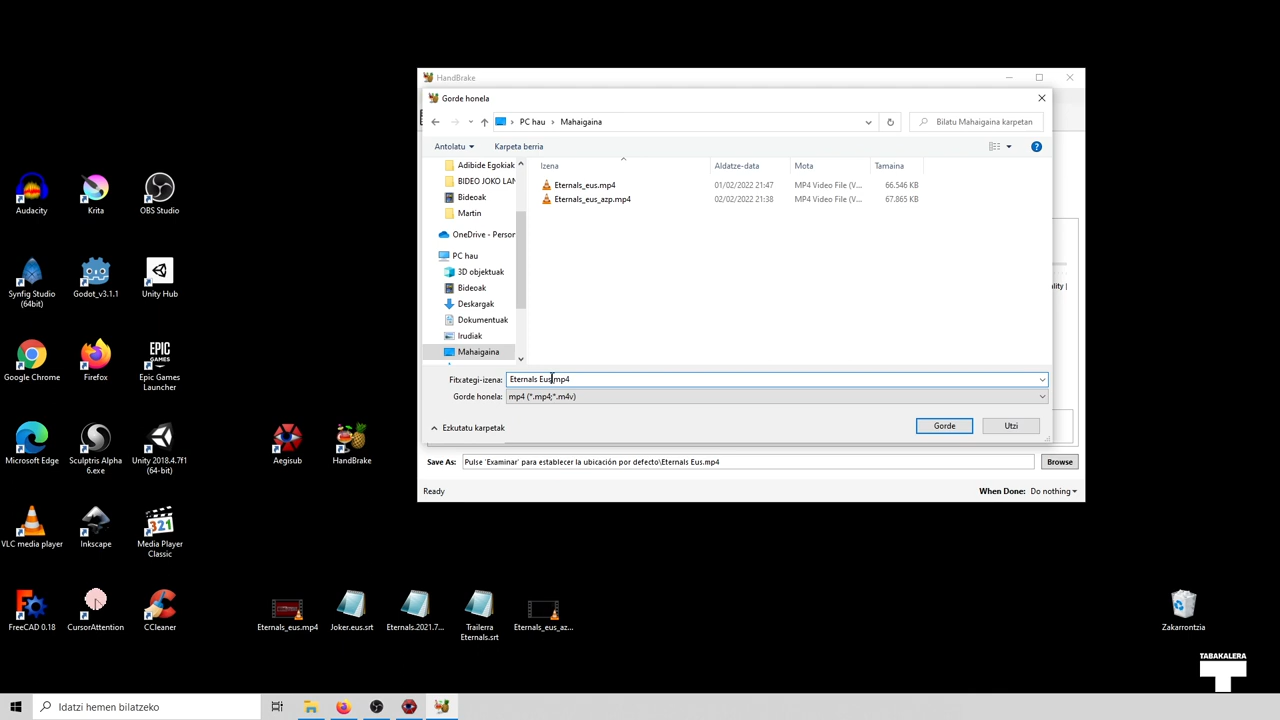 HandBrake
Gorde honela
PC hau > Mahaigaina
Bilatu Mahaigaina karpetan
Antolatu
Karpeta berria
Izena
Aldatze-data
Mota
Tamaina
Adibide Egokiak
BIDEO JOKO LAN
Bideoak
Martin
OneDrive - Person
PC hau
3D objektuak
Bideoak
Deskargak
Dokumentuak
Irudiak
Mahaigaina
Eternals_eus.mp4 01/02/2022 21:47 MP4 Video File (V... 66.546 KB
Eternals_eus_azp.mp4 02/02/2022 21:38 MP4 Video File (V... 67.865 KB
ality |
Fitxategi-izena: Eternals Eus.mp4
Gorde honela: mp4 (*.mp4;*.m4v)
Ezkutatu karpetak
Gorde
Utzi
Save As: Pulse 'Examinar' para establecer la ubicación por defecto\Eternals Eus.mp4
Browse
Ready
When Done: Do nothing
Audacity
Krita
OBS Studio
Synfig Studio
(64bit)
Godot_v3.1.1
Unity Hub
Google Chrome
Firefox
EPIC
GAMES
Epic Games
Launcher
Microsoft Edge
Sculptris Alpha
6.exe
Unity 2018.4.7f1
(64-bit)
Aegisub
HandBrake
VLC media player
Inkscape
321
Media Player
Classic
FreeCAD 0.18
CursorAttention
CCleaner
Eternals_eus.mp4
Joker.eus.srt
Eternals.2021.7...
Trailerra
Eternals.srt
Eternals_eus_az...
Zakarrontzia
TABAKALERA
Idatzi hemen bilatzeko